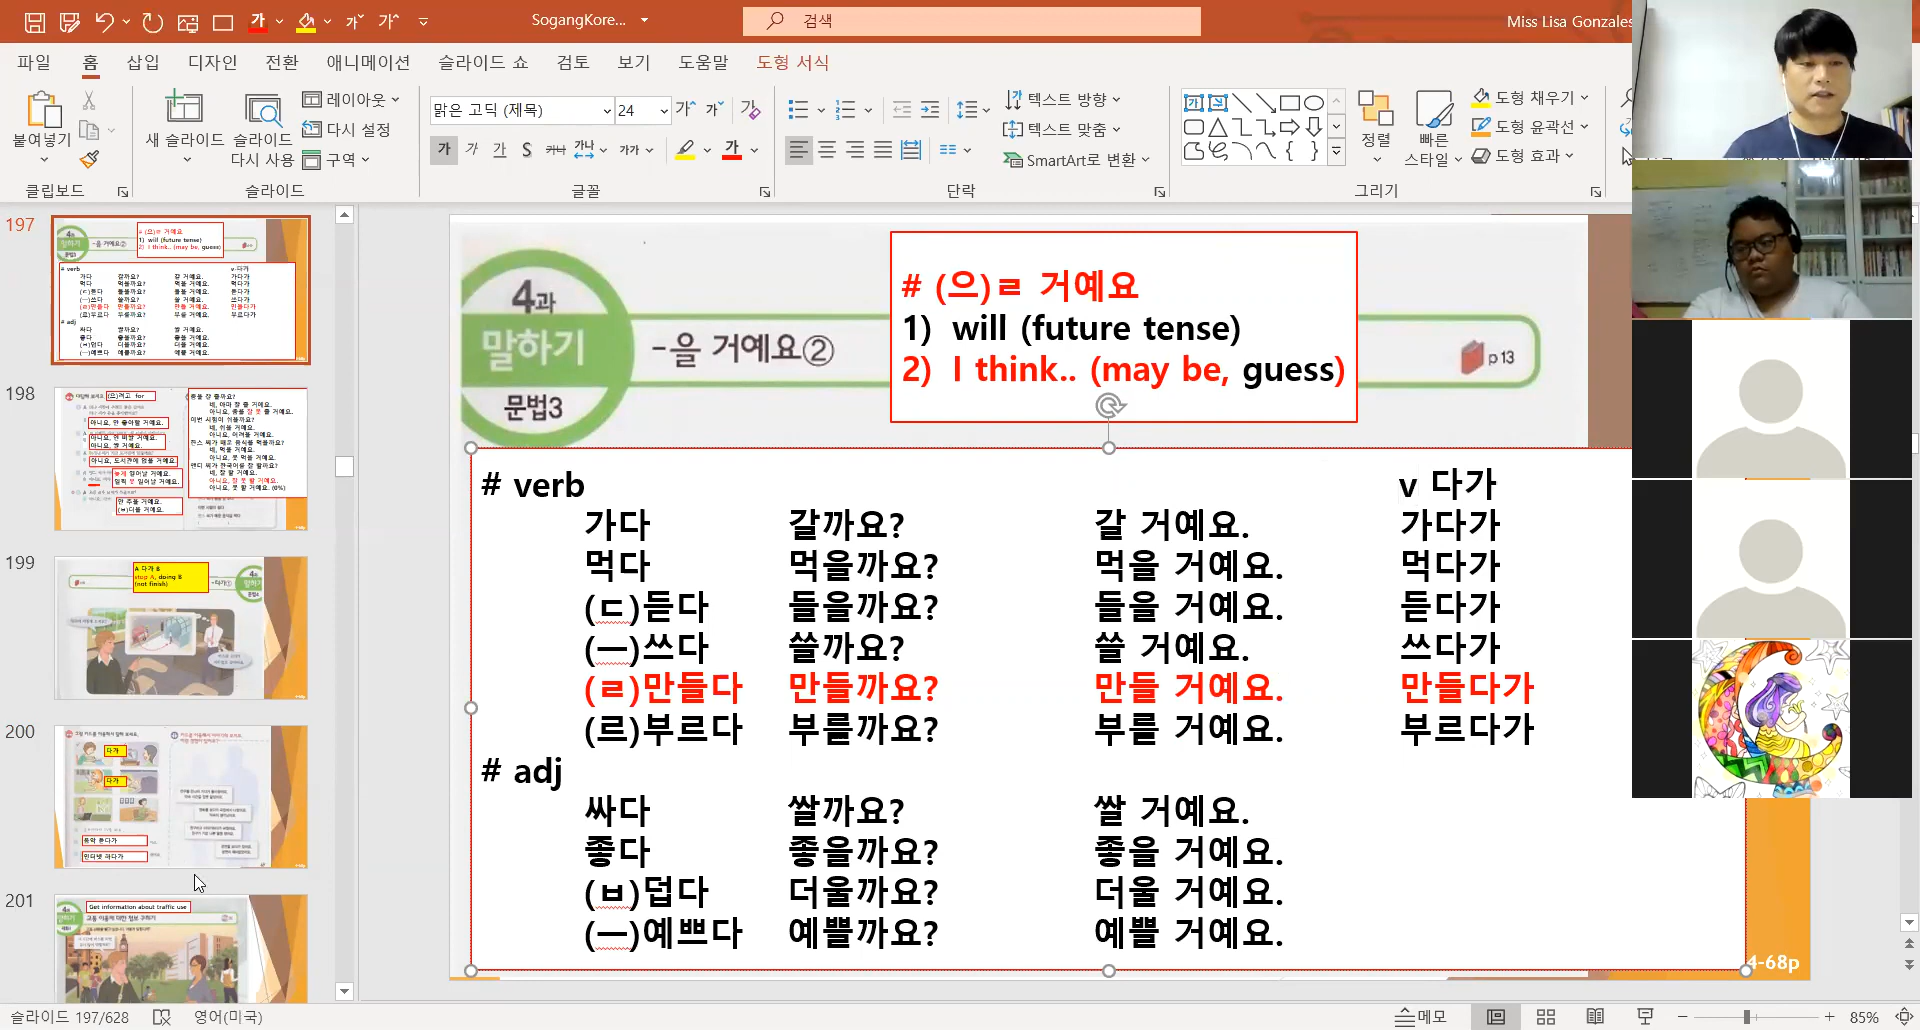 SogangKore...
검색
Miss Lisa Gonzales
파일 홈 삽입 디자인 전환 애니메이션 슬라이드 쇼 검토 보기 도움말 도형 서식
붙여넣기
클립보드
새 슬라이드
슬라이드 다시 사용
레이아웃
다시 설정
구역
슬라이드
맑은 고딕 (제목) 24
글꼴
텍스트 방향
텍스트 맞춤
SmartArt로 변환
단락
정렬
빠른 스타일
도형 채우기
도형 윤곽선
도형 효과
그리기
197
198
199
200
201
A 다가 B
stop A, doing B
(not finish)
다가
다가
Get information about traffic use
4과
말하기
문법3
-을 거예요②
# (으)ㄹ 거예요
1) will (future tense)
2) I think.. (may be, guess)
p 13
# verb v 다가
가다 갈까요? 갈 거예요. 가다가
먹다 먹을까요? 먹을 거예요. 먹다가
(ㄷ)듣다 들을까요? 들을 거예요. 듣다가
(ㅡ)쓰다 쓸까요? 쓸 거예요. 쓰다가
(ㄹ)만들다 만들까요? 만들 거예요. 만들다가
(르)부르다 부를까요? 부를 거예요. 부르다가
# adj
싸다 쌀까요? 쌀 거예요.
좋다 좋을까요? 좋을 거예요.
(ㅂ)덥다 더울까요? 더울 거예요.
(ㅡ)예쁘다 예쁠까요? 예쁠 거예요.
4-68p
슬라이드 197/628
영어(미국)
메모
85%